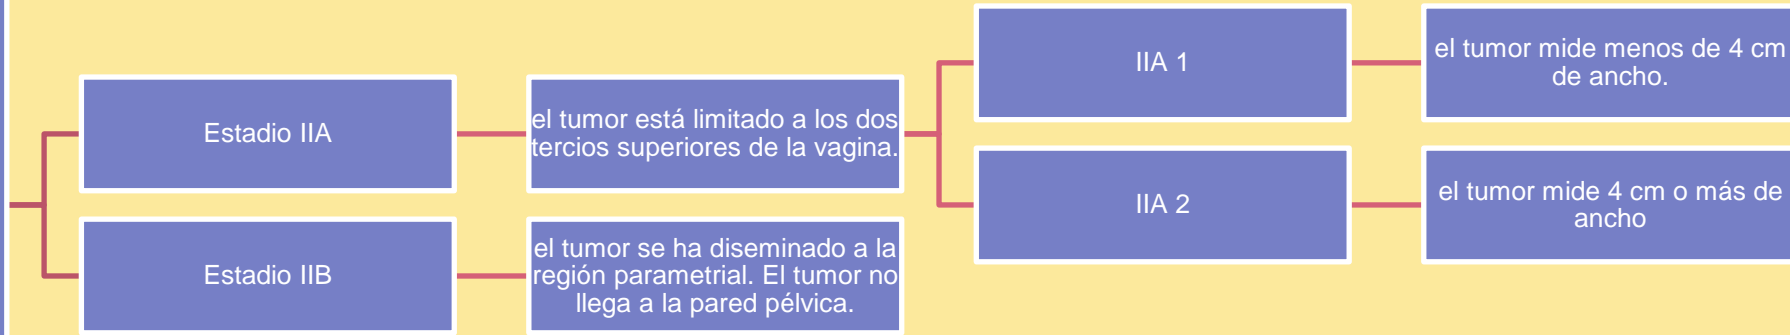 Estadio IIA
el tumor está limitado a los dos
tercios superiores de la vagina.
IIA 1
el tumor mide menos de 4 cm
de ancho.
IIA 2
el tumor mide 4 cm o más de
ancho
Estadio IIB
el tumor se ha diseminado a la
región parametrial. El tumor no
llega a la pared pélvica.